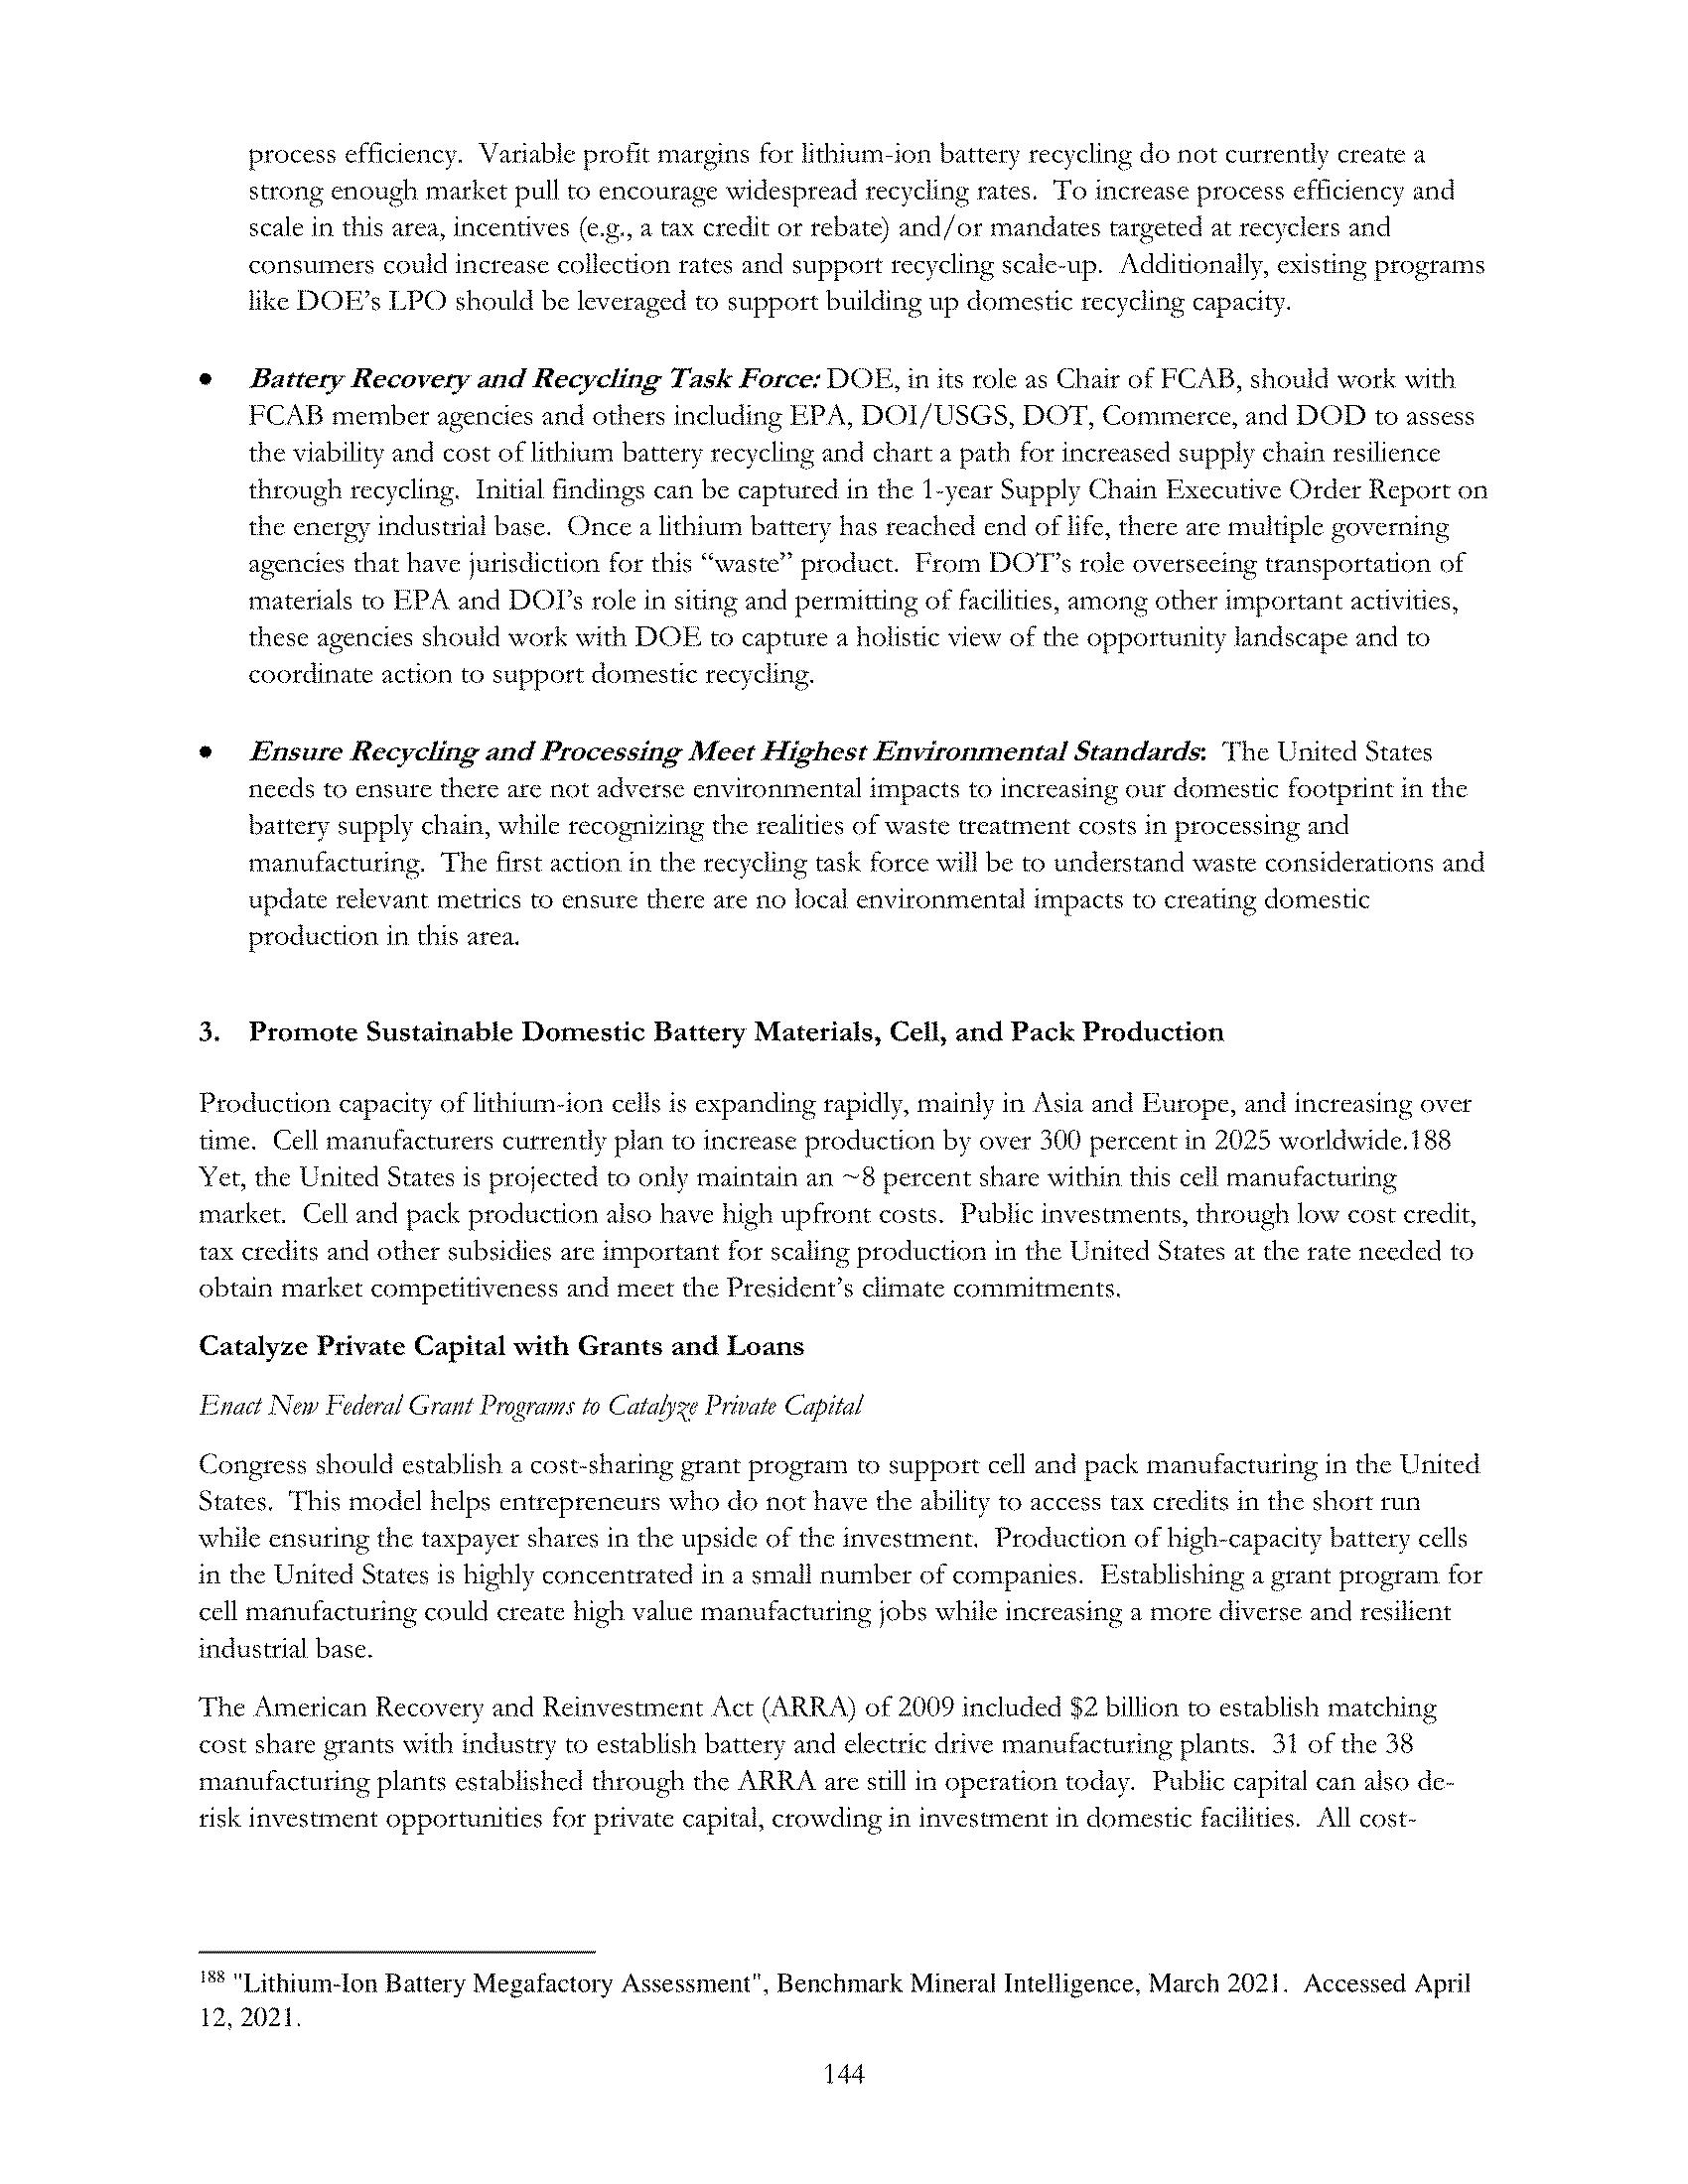 process efficiency.  Variable profit margins for lithium-ion battery recycling do not currently create a
strong enough market pull to encourage widespread recycling rates.  To increase process efficiency and
scale in this area, incentives (e.g., a tax credit or rebate) and/or mandates targeted at recyclers and
consumers could increase collection rates and support recycling scale-up.  Additionally, existing programs
like DOE’s LPO should be leveraged to support building up domestic recycling capacity.
• Battery Recovery and Recycling Task Force: DOE, in its role as Chair of FCAB, should work with
FCAB member agencies and others including EPA, DOI/USGS, DOT, Commerce, and DOD to assess
the viability and cost of lithium battery recycling and chart a path for increased supply chain resilience
through recycling.  Initial findings can be captured in the 1-year Supply Chain Executive Order Report on
the energy industrial base.  Once a lithium battery has reached end of life, there are multiple governing
agencies that have jurisdiction for this “waste” product.  From DOT’s role overseeing transportation of
materials to EPA and DOI’s role in siting and permitting of facilities, among other important activities,
these agencies should work with DOE to capture a holistic view of the opportunity landscape and to
coordinate action to support domestic recycling.
• Ensure Recycling and Processing Meet Highest Environmental Standards:  The United States
needs to ensure there are not adverse environmental impacts to increasing our domestic footprint in the
battery supply chain, while recognizing the realities of waste treatment costs in processing and
manufacturing.  The first action in the recycling task force will be to understand waste considerations and
update relevant metrics to ensure there are no local environmental impacts to creating domestic
production in this area.
3. Promote Sustainable Domestic Battery Materials, Cell, and Pack Production
Production capacity of lithium-ion cells is expanding rapidly, mainly in Asia and Europe, and increasing over
time.  Cell manufacturers currently plan to increase production by over 300 percent in 2025 worldwide.188
Yet, the United States is projected to only maintain an ~8 percent share within this cell manufacturing
market.  Cell and pack production also have high upfront costs.  Public investments, through low cost credit,
tax credits and other subsidies are important for scaling production in the United States at the rate needed to
obtain market competitiveness and meet the President’s climate commitments.
Catalyze Private Capital with Grants and Loans
Enact New Federal Grant Programs to Catalyze Private Capital
Congress should establish a cost-sharing grant program to support cell and pack manufacturing in the United
States.  This model helps entrepreneurs who do not have the ability to access tax credits in the short run
while ensuring the taxpayer shares in the upside of the investment.  Production of high-capacity battery cells
in the United States is highly concentrated in a small number of companies.  Establishing a grant program for
cell manufacturing could create high value manufacturing jobs while increasing a more diverse and resilient
industrial base.
The American Recovery and Reinvestment Act (ARRA) of 2009 included $2 billion to establish matching
cost share grants with industry to establish battery and electric drive manufacturing plants.  31 of the 38
manufacturing plants established through the ARRA are still in operation today.  Public capital can also de-
risk investment opportunities for private capital, crowding in investment in domestic facilities.  All cost-
188 "Lithium-Ion Battery Megafactory Assessment", Benchmark Mineral Intelligence, March 2021.  Accessed April
12, 2021.
144